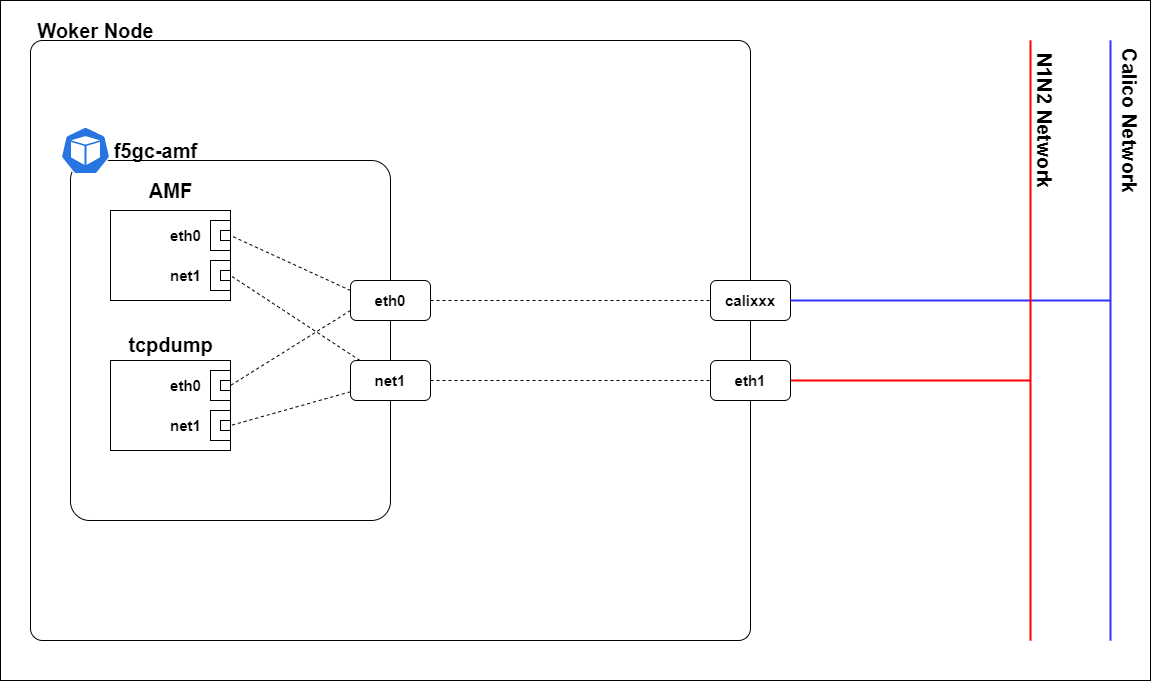 Woker Node
f5gc-amf
AMF
eth0
net1
tcpdump
eth0
net1
eth0
net1
calixxx
eth1
N1N2 Network
Calico Network